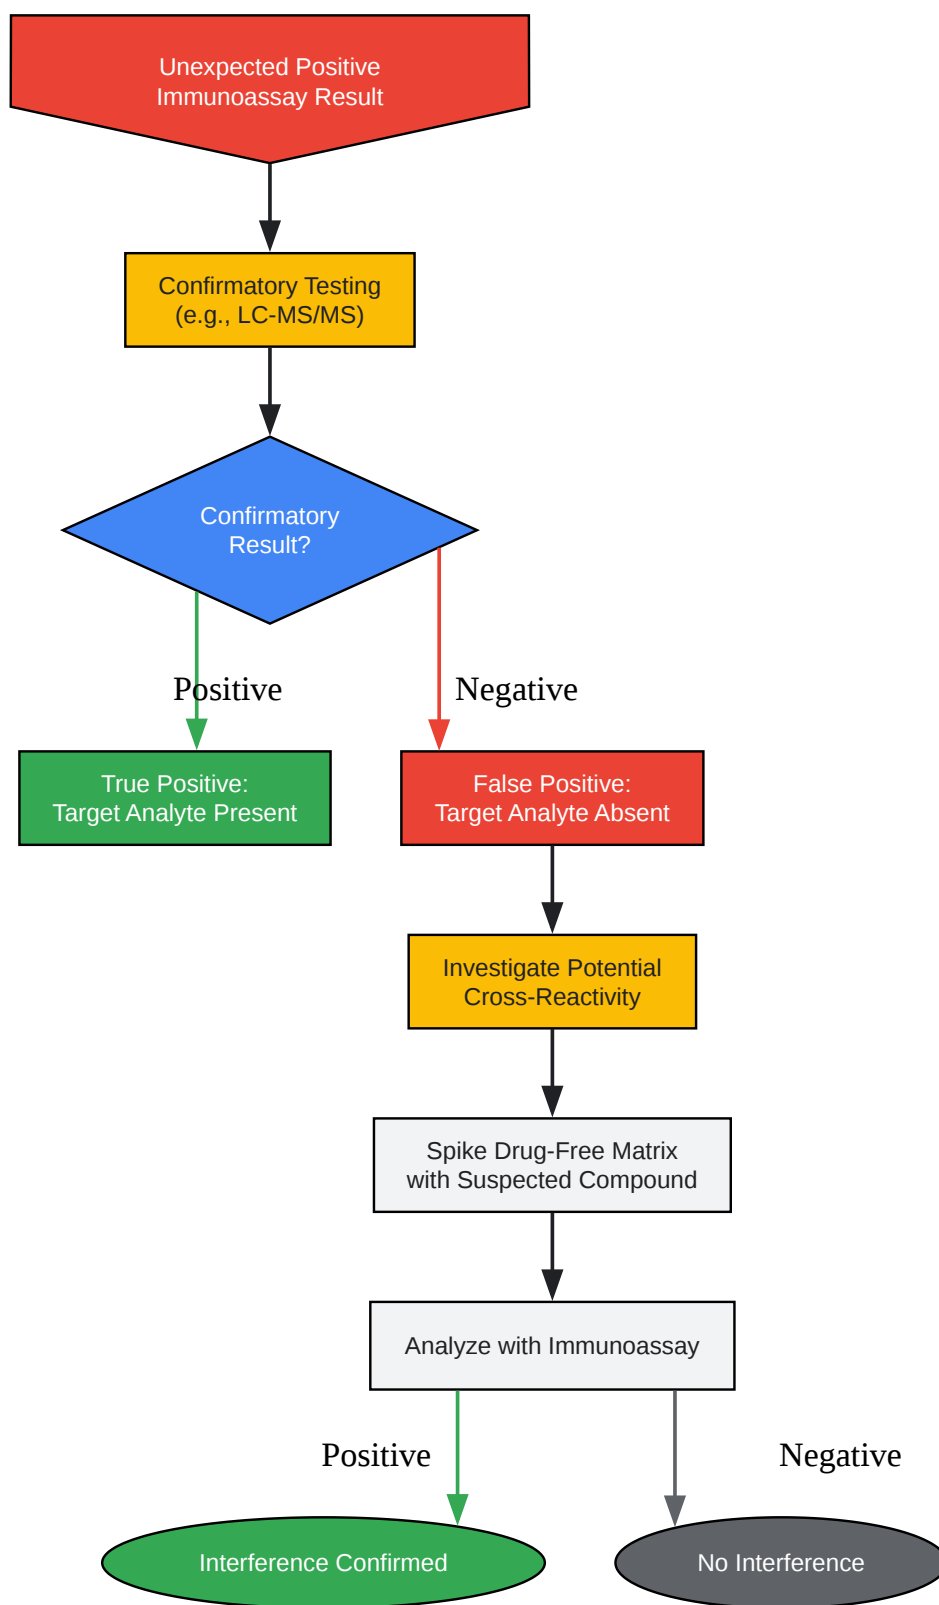 Unexpected Positive
Immunoassay Result
Confirmatory Testing
(e.g., LC-MS/MS)
Confirmatory
Result?
Positive
Negative
True Positive:
Target Analyte Present
False Positive:
Target Analyte Absent
Investigate Potential
Cross-Reactivity
Spike Drug-Free Matrix
with Suspected Compound
Analyze with Immunoassay
Positive
Negative
Interference Confirmed
No Interference